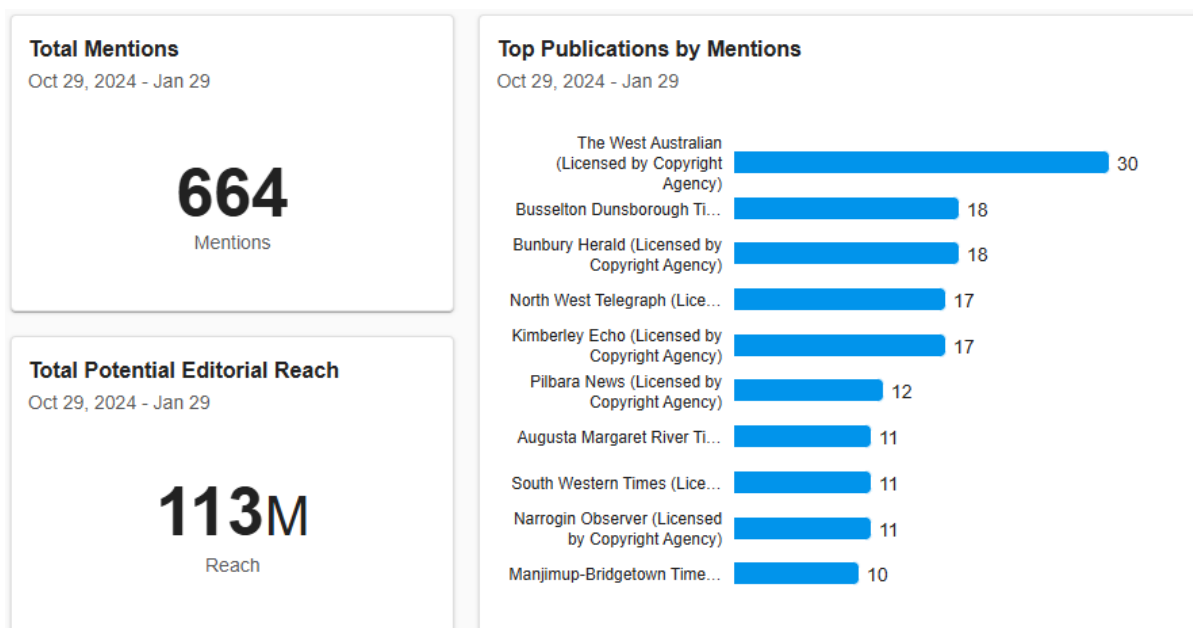 Total Mentions
Oct 29, 2024 - Jan 29
664
Mentions
Total Potential Editorial Reach
Oct 29, 2024 - Jan 29
113M
Reach
Top Publications by Mentions
Oct 29, 2024 - Jan 29
The West Australian
(Licensed by Copyright
Agency)
30
Busselton Dunsborough Ti...
18
Bunbury Herald (Licensed by
Copyright Agency)
18
North West Telegraph (Lice...
17
Kimberley Echo (Licensed by
Copyright Agency)
17
Pilbara News (Licensed by
Copyright Agency)
12
Augusta Margaret River Ti...
11
South Western Times (Lice...
11
Narrogin Observer (Licensed
by Copyright Agency)
11
Manjimup-Bridgetown Time...
10